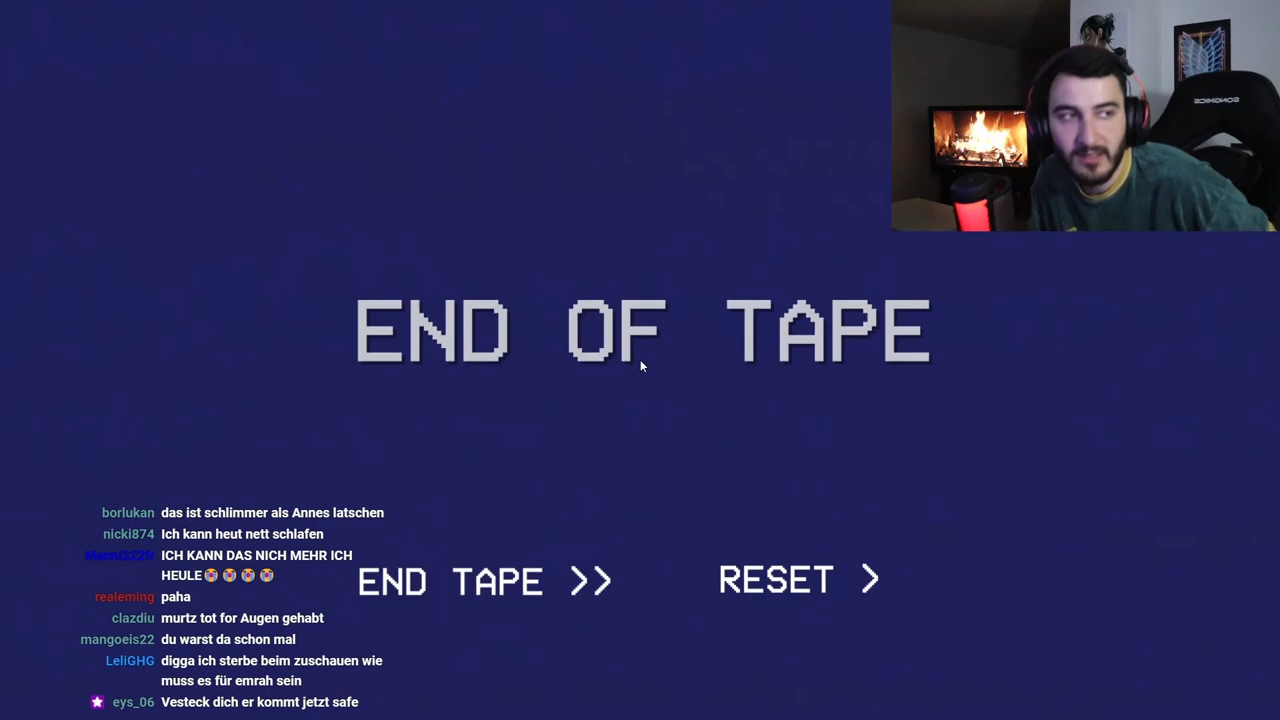 SONGMICS
END OF TAPE
borlukan das ist schlimmer als Annes latschen
nicki874 Ich kann heut nett schlafen
Manni322fr ICH KANN DAS NICH MEHR ICH
HEULE😭😭😭😭
END TAPE >> RESET >
realeming paha
clazdiu murtz tot for Augen gehabt
mangoeis22 du warst da schon mal
LeliGHG digga ich sterbe beim zuschauen wie
muss es für emrah sein
eys_06 Vesteck dich er kommt jetzt safe